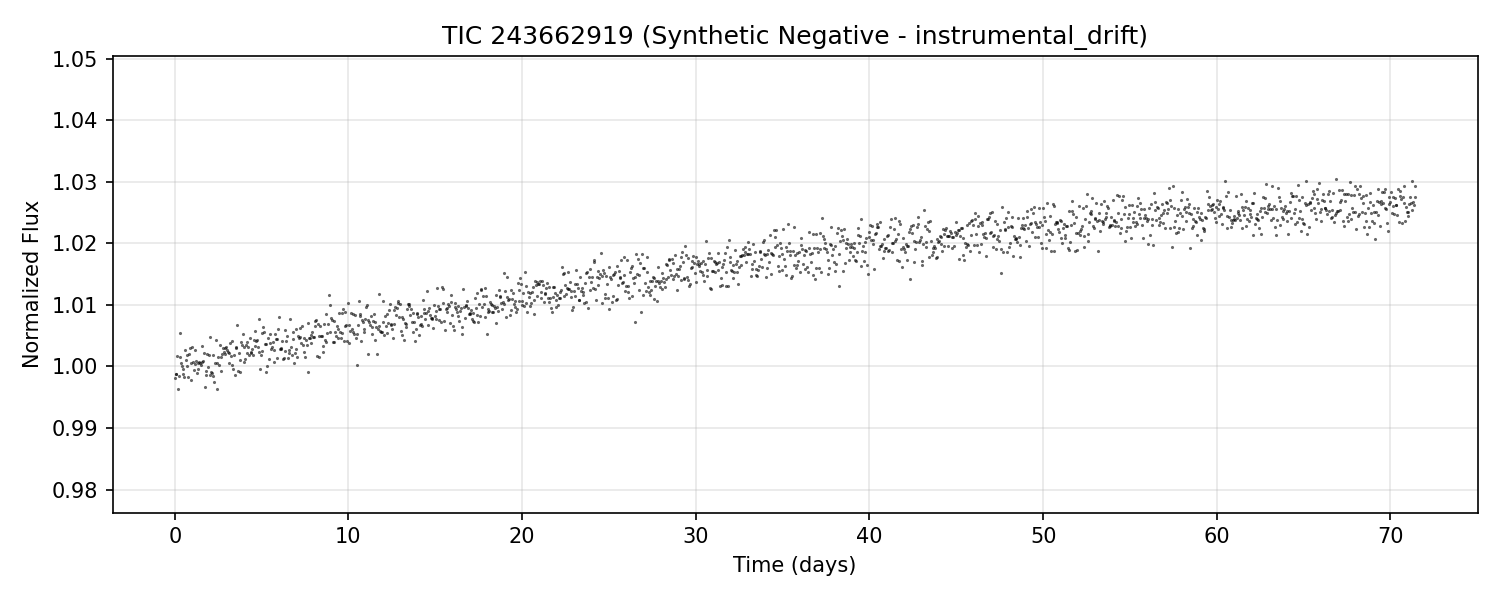 TIC 243662919 (Synthetic Negative - instrumental_drift)
1.05
1.04
1.03
1.02
1.01
1.00
0.99
0.98
Normalized Flux
0 10 20 30 40 50 60 70
Time (days)